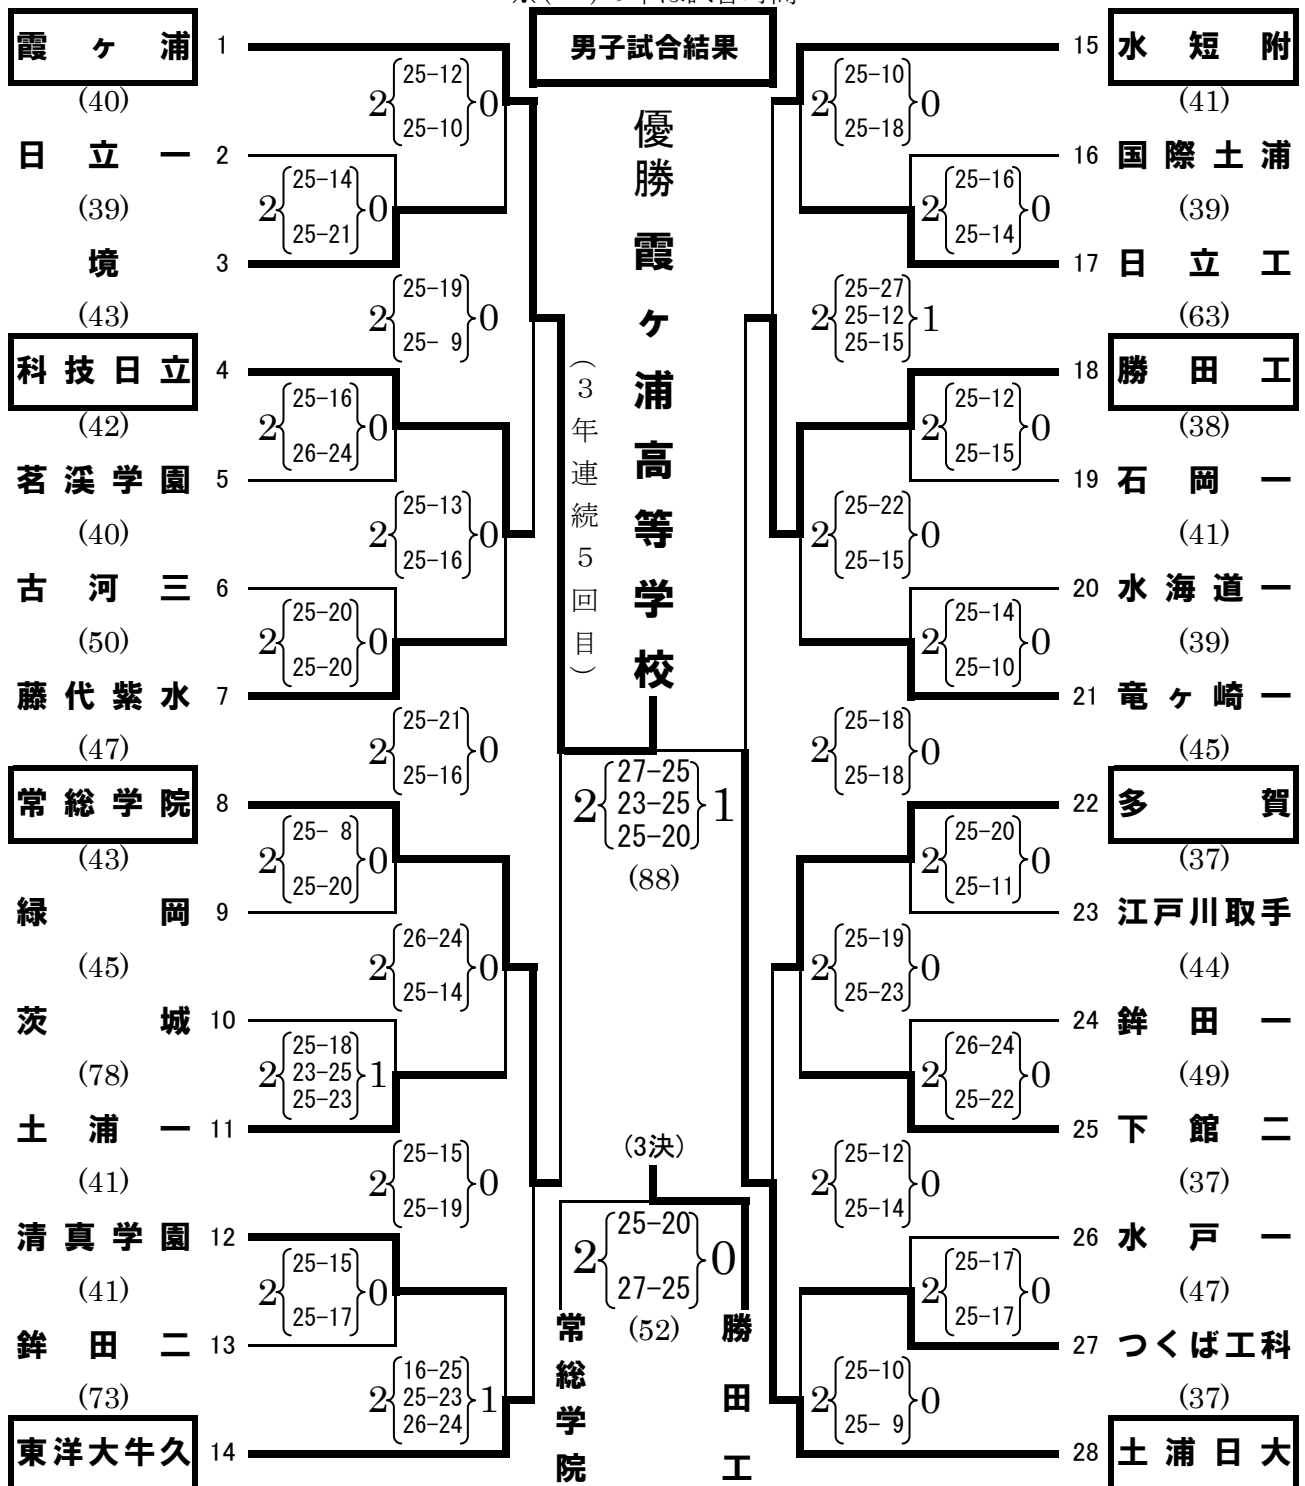 男子試合結果
優勝 霞ヶ浦高等学校
(3年連続5回目)
霞ヶ浦 1
(40)
日立一 2
(39)
境 3
(43)
科技日立 4
(42)
茗溪学園 5
(40)
古河三 6
(50)
藤代紫水 7
(47)
常総学院 8
(43)
緑岡 9
(45)
茨城 10
(78)
土浦一 11
(41)
清真学園 12
(41)
鉾田二 13
(73)
東洋大牛久 14
2 25-14 25-21 0
2 25-16 26-24 0
2 25-20 25-20 0
2 25- 8 25-20 0
2 25-18 23-25 25-23 1
2 25-15 25-17 0
2 25-12 25-10 0
2 25-19 25- 9 0
2 25-13 25-16 0
2 25-21 25-16 0
2 26-24 25-14 0
2 25-15 25-19 0
2 16-25 25-23 26-24 1
2 27-25 23-25 25-20 1
(88)
(3決)
2 25-20 27-25 0
(52)
常総学院
勝田工
2 25-10 25-18 0
2 25-27 25-12 25-15 1
2 25-22 25-15 0
2 25-18 25-18 0
2 25-19 25-23 0
2 25-12 25-14 0
2 25-10 25- 9 0
2 25-16 25-14 0
2 25-12 25-15 0
2 25-14 25-10 0
2 25-20 25-11 0
2 26-24 25-22 0
2 25-17 25-17 0
15 水短附
(41)
16 国際土浦
(39)
17 日立工
(63)
18 勝田工
(38)
19 石岡一
(41)
20 水海道一
(39)
21 竜ヶ崎一
(45)
22 多賀
(37)
23 江戸川取手
(44)
24 鉾田一
(49)
25 下館二
(37)
26 水戸一
(47)
27 つくば工科
(37)
28 土浦日大